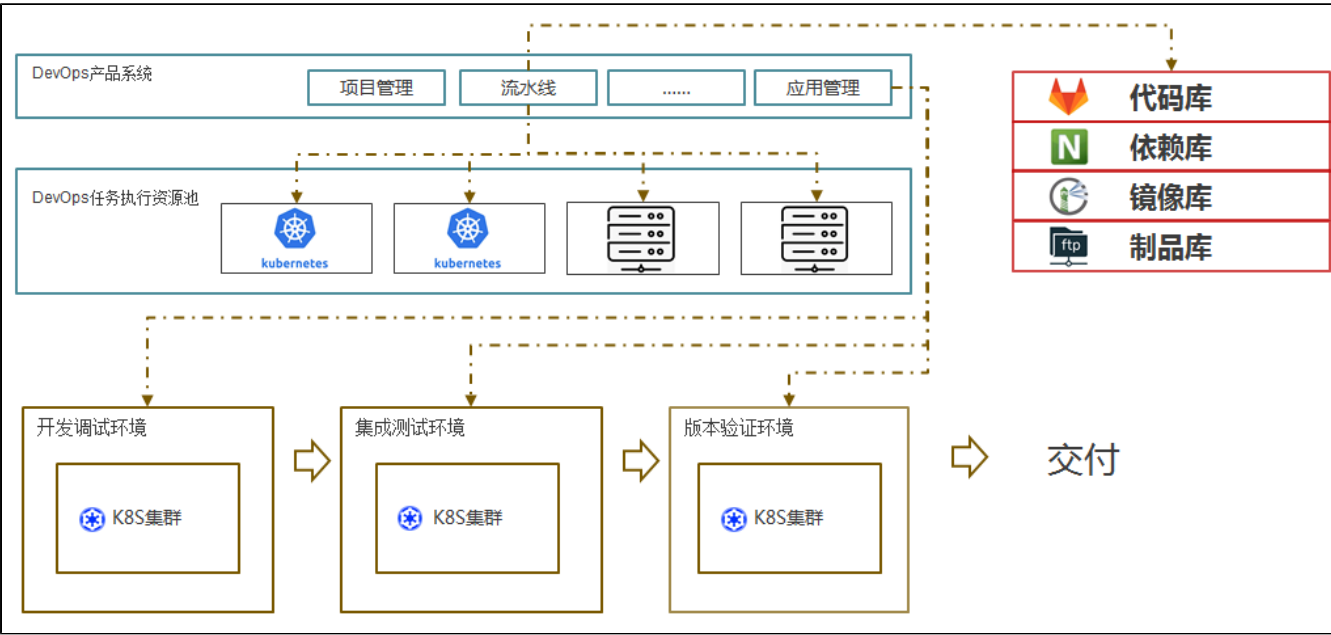 DevOps产品系统
项目管理
流水线
......
应用管理
代码库
N
依赖库
镜像库
ftp
制品库
DevOps任务执行资源池
kubernetes
kubernetes
开发调试环境
K8S集群
集成测试环境
K8S集群
版本验证环境
K8S集群
交付